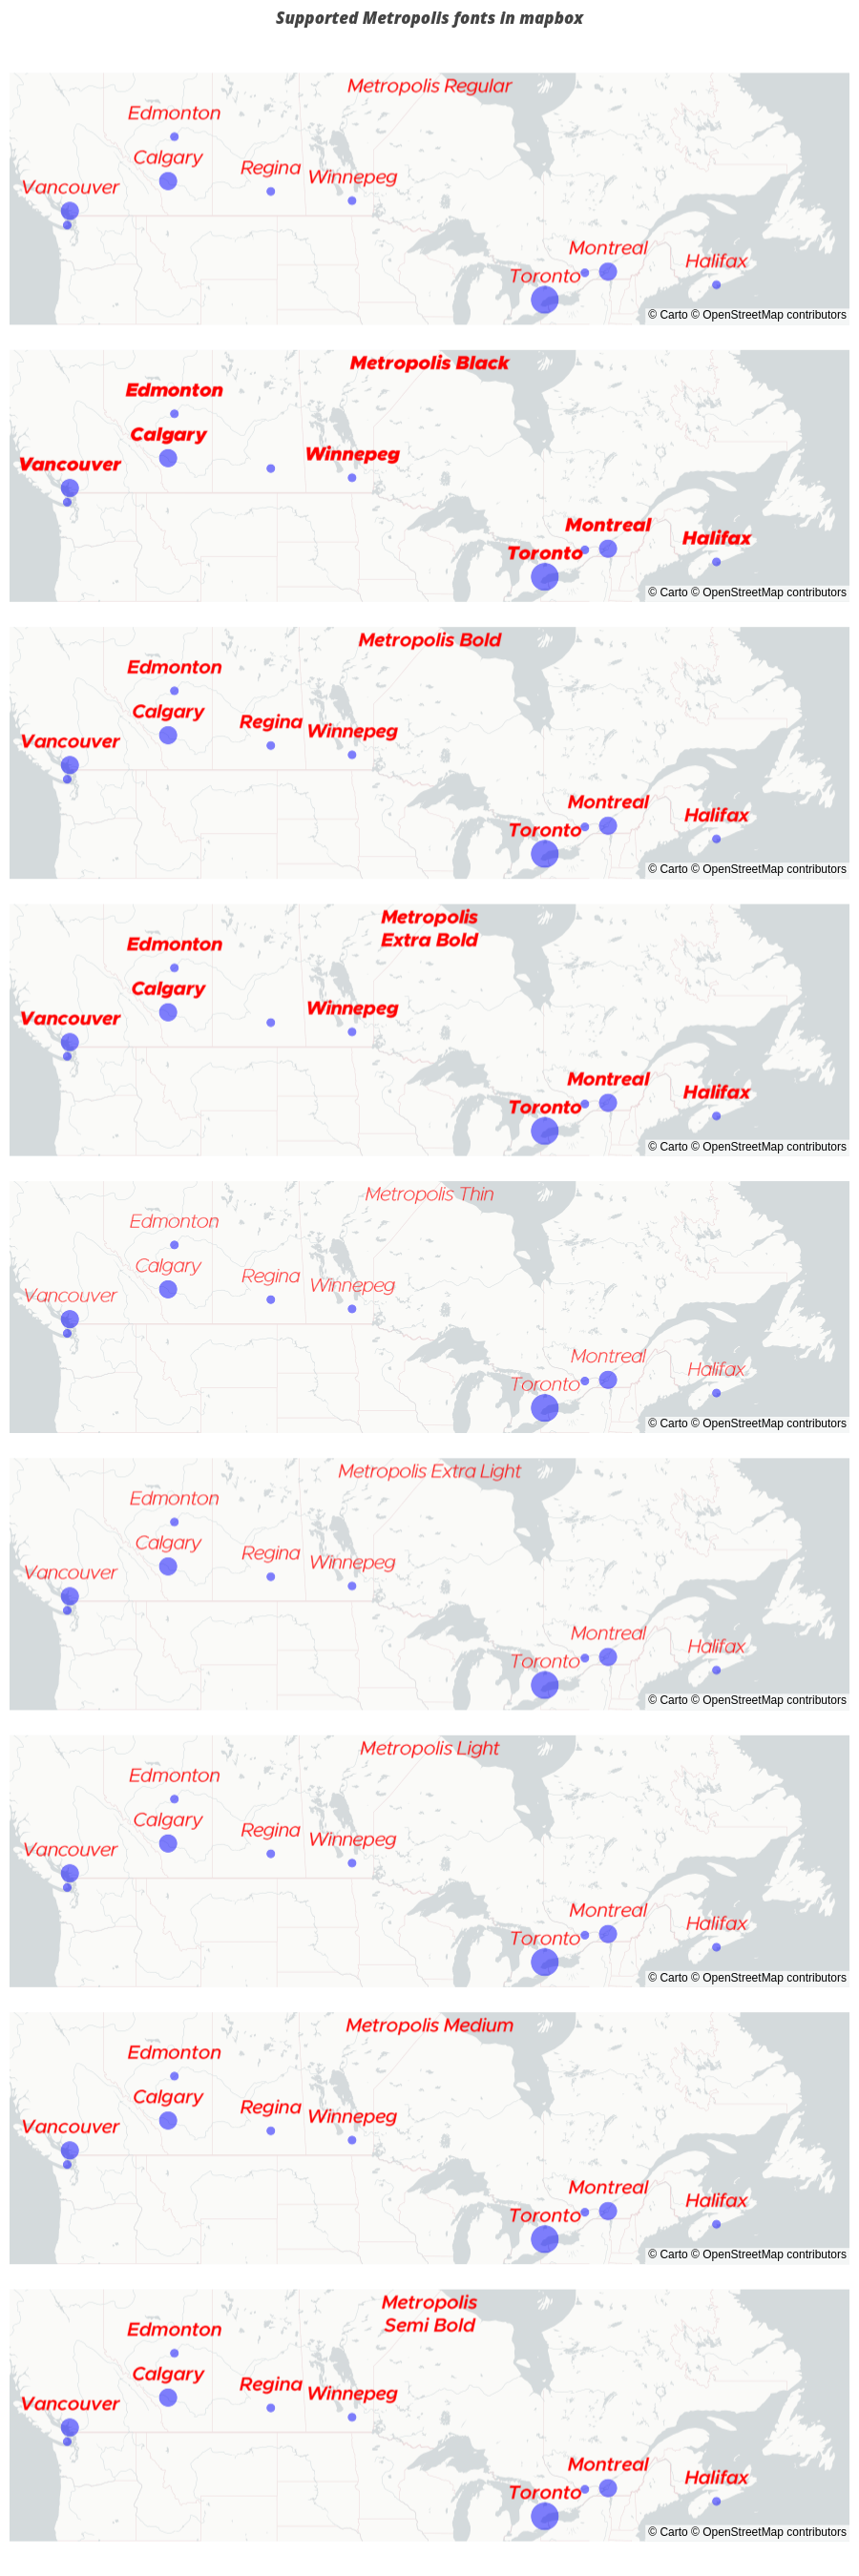 Supported Metropolis fonts in mapbox
Metropolis Regular
Edmonton
Calgary
Regina
Winnepeg
Vancouver
Montreal
Halifax
Toronto
© Carto © OpenStreetMap contributors
Metropolis Black
Edmonton
Calgary
Winnepeg
Vancouver
Montreal
Halifax
Toronto
© Carto © OpenStreetMap contributors
Metropolis Bold
Edmonton
Calgary
Regina
Winnepeg
Vancouver
Montreal
Halifax
Toronto
© Carto © OpenStreetMap contributors
Metropolis
Extra Bold
Edmonton
Calgary
Winnepeg
Vancouver
Montreal
Halifax
Toronto
© Carto © OpenStreetMap contributors
Metropolis Thin
Edmonton
Calgary
Regina
Winnepeg
Vancouver
Montreal
Halifax
Toronto
© Carto © OpenStreetMap contributors
Metropolis Extra Light
Edmonton
Calgary
Regina
Winnepeg
Vancouver
Montreal
Halifax
Toronto
© Carto © OpenStreetMap contributors
Metropolis Light
Edmonton
Calgary
Regina
Winnepeg
Vancouver
Montreal
Halifax
Toronto
© Carto © OpenStreetMap contributors
Metropolis Medium
Edmonton
Calgary
Regina
Winnepeg
Vancouver
Montreal
Halifax
Toronto
© Carto © OpenStreetMap contributors
Metropolis
Semi Bold
Edmonton
Calgary
Regina
Winnepeg
Vancouver
Montreal
Halifax
Toronto
© Carto © OpenStreetMap contributors